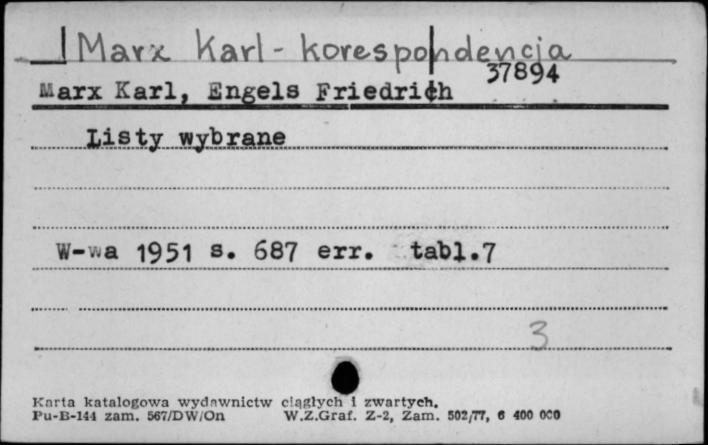 Marx Karl - korespondencja
37894
Marx Karl, Engels Friedrich
Listy wybrane
W-wa 1951 s. 687 err. tabl.7
3
Karta katalogowa wydawnictw ciągłych i zwartych.
Pu-B-144 zam. 567/DW/On W.Z.Graf. Z-2, Zam. 502/77, 6 400 000